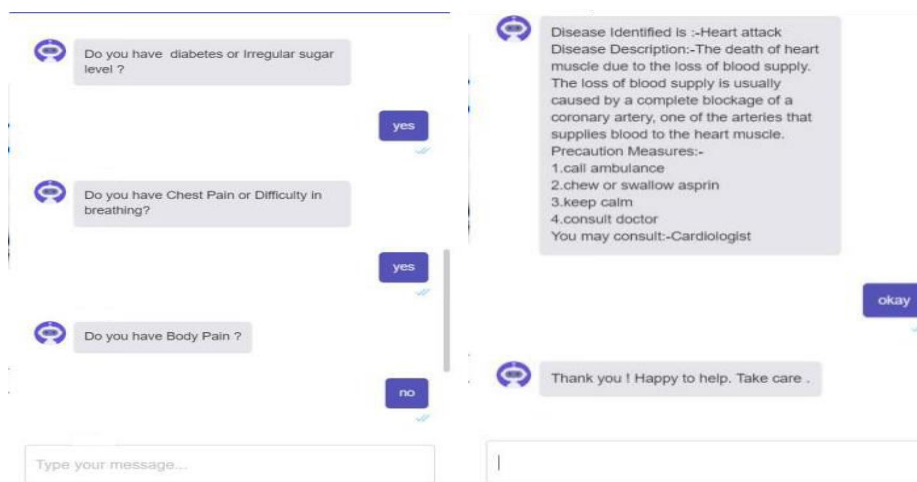 Do you have diabetes or Irregular sugar
level ?
yes
Do you have Chest Pain or Difficulty in
breathing?
yes
Do you have Body Pain ?
no
Type your message...
Disease Identified is :-Heart attack
Disease Description:-The death of heart
muscle due to the loss of blood supply.
The loss of blood supply is usually
caused by a complete blockage of a
coronary artery, one of the arteries that
supplies blood to the heart muscle.
Precaution Measures:-
1.call ambulance
2.chew or swallow asprin
3.keep calm
4.consult doctor
You may consult:-Cardiologist
okay
Thank you ! Happy to help. Take care .